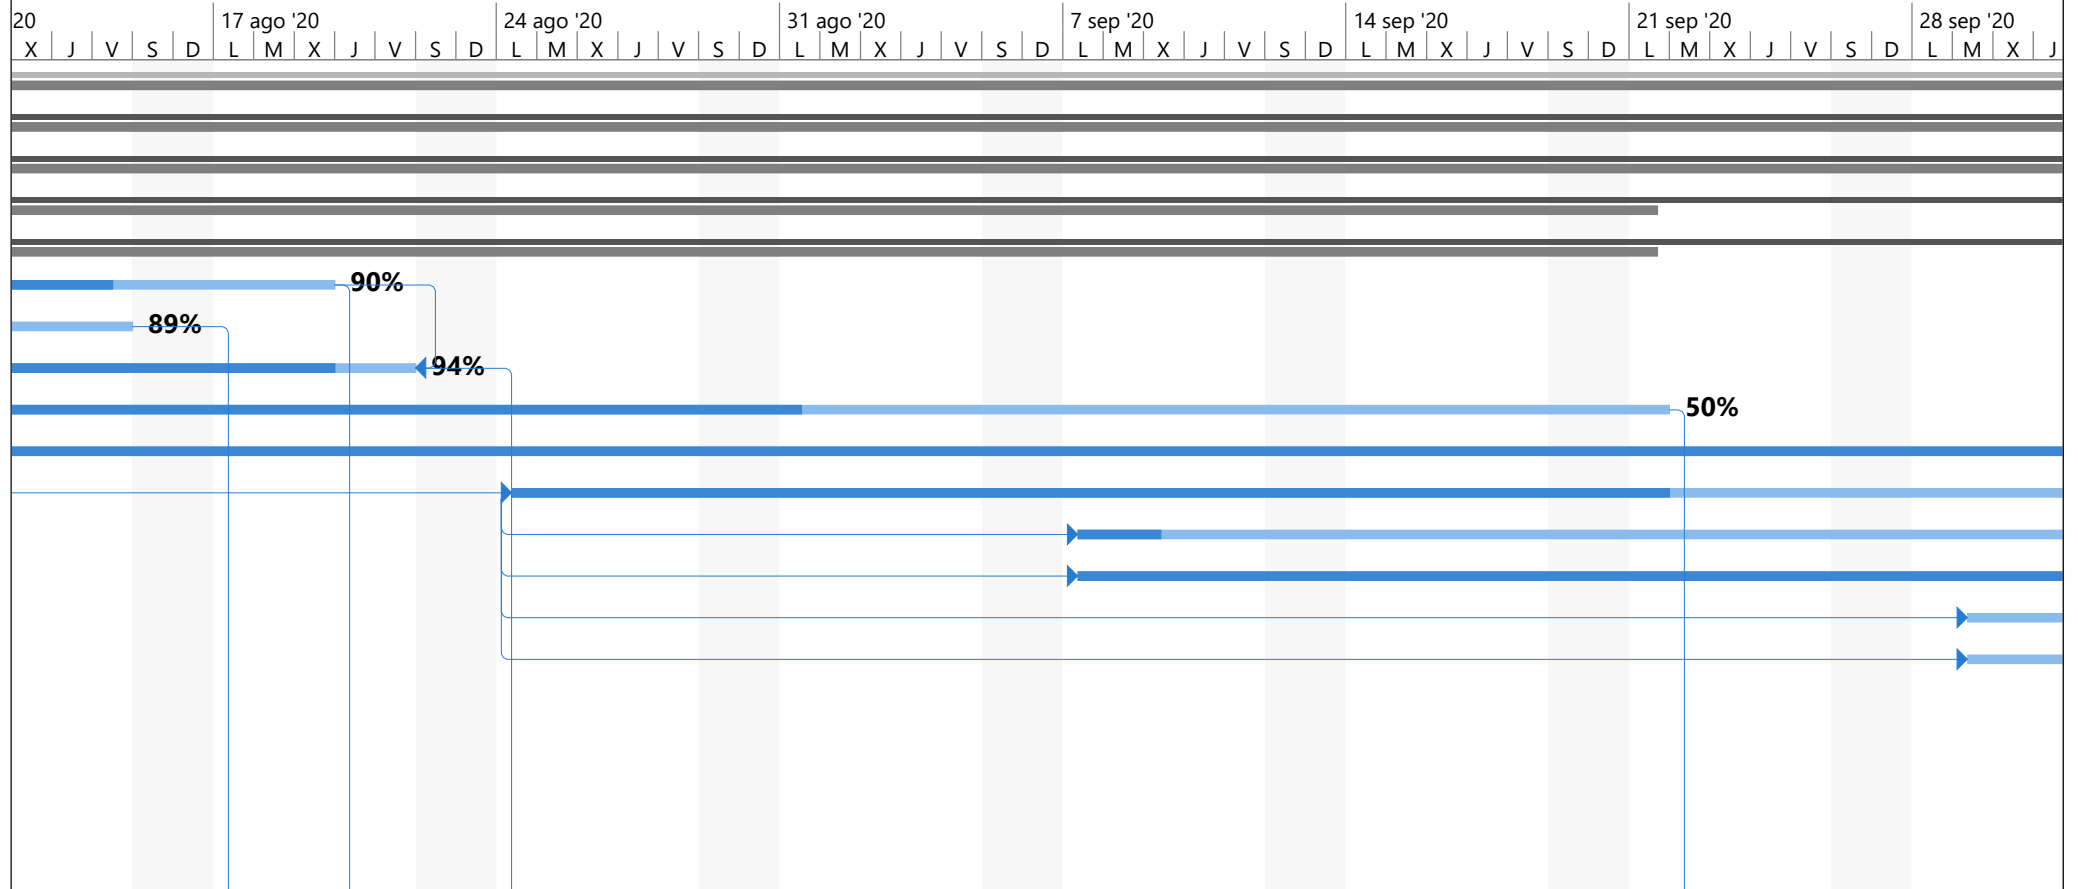 20 17 ago '20 24 ago '20 31 ago '20 7 sep '20 14 sep '20 21 sep '20 28 sep '20
X J V S D L M X J V S D L M X J V S D L M X J V S D L M X J V S D L M X J V S D L M X J V S D L M X J
90%
89%
94%
50%